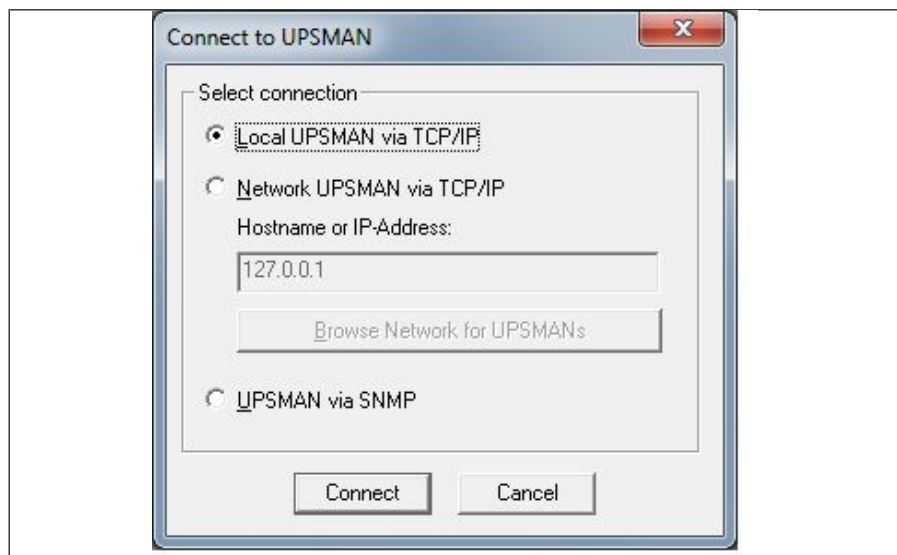 Connect to UPSMAN
Select connection
Local UPSMAN via TCP/IP
Network UPSMAN via TCP/IP
Hostname or IP-Address:
127.0.0.1
Browse Network for UPSMANs
UPSMAN via SNMP
Connect Cancel